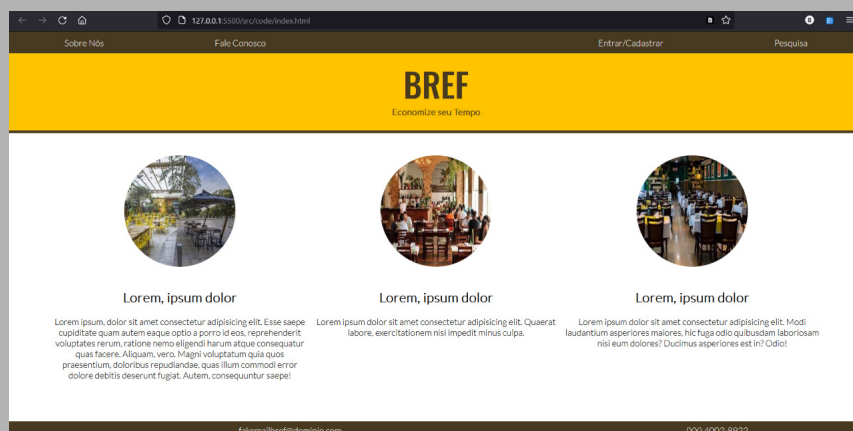 127.0.0.1:5500/src/code/index.html
Sobre Nós Fale Conosco Entrar/Cadastrar Pesquisa
BREF
Economize seu Tempo
Lorem, ipsum dolor
Lorem ipsum, dolor sit amet consectetur adipisicing elit. Esse saepe
cupiditate quam autem eaque optio a porro id eos, reprehenderit
voluptates rerum, ratione nemo eligendi harum atque consequatur
quas facere. Aliquam, vero. Magni voluptatum quia quos
praesentium, doloribus repudiandae, quas illum commodi error
dolore debitis deserunt fugiat. Autem, consequuntur saepe!
Lorem, ipsum dolor
Lorem ipsum dolor sit amet consectetur adipisicing elit. Quaerat
labore, exercitationem nisi impedit minus culpa.
Lorem, ipsum dolor
Lorem ipsum dolor sit amet consectetur adipisicing elit. Modi
laudantium asperiores maiores, hic fuga odio quibusdam laboriosam
nisi eum dolores? Ducimus asperiores est in? Odio!
fakemailbref@dominio.com